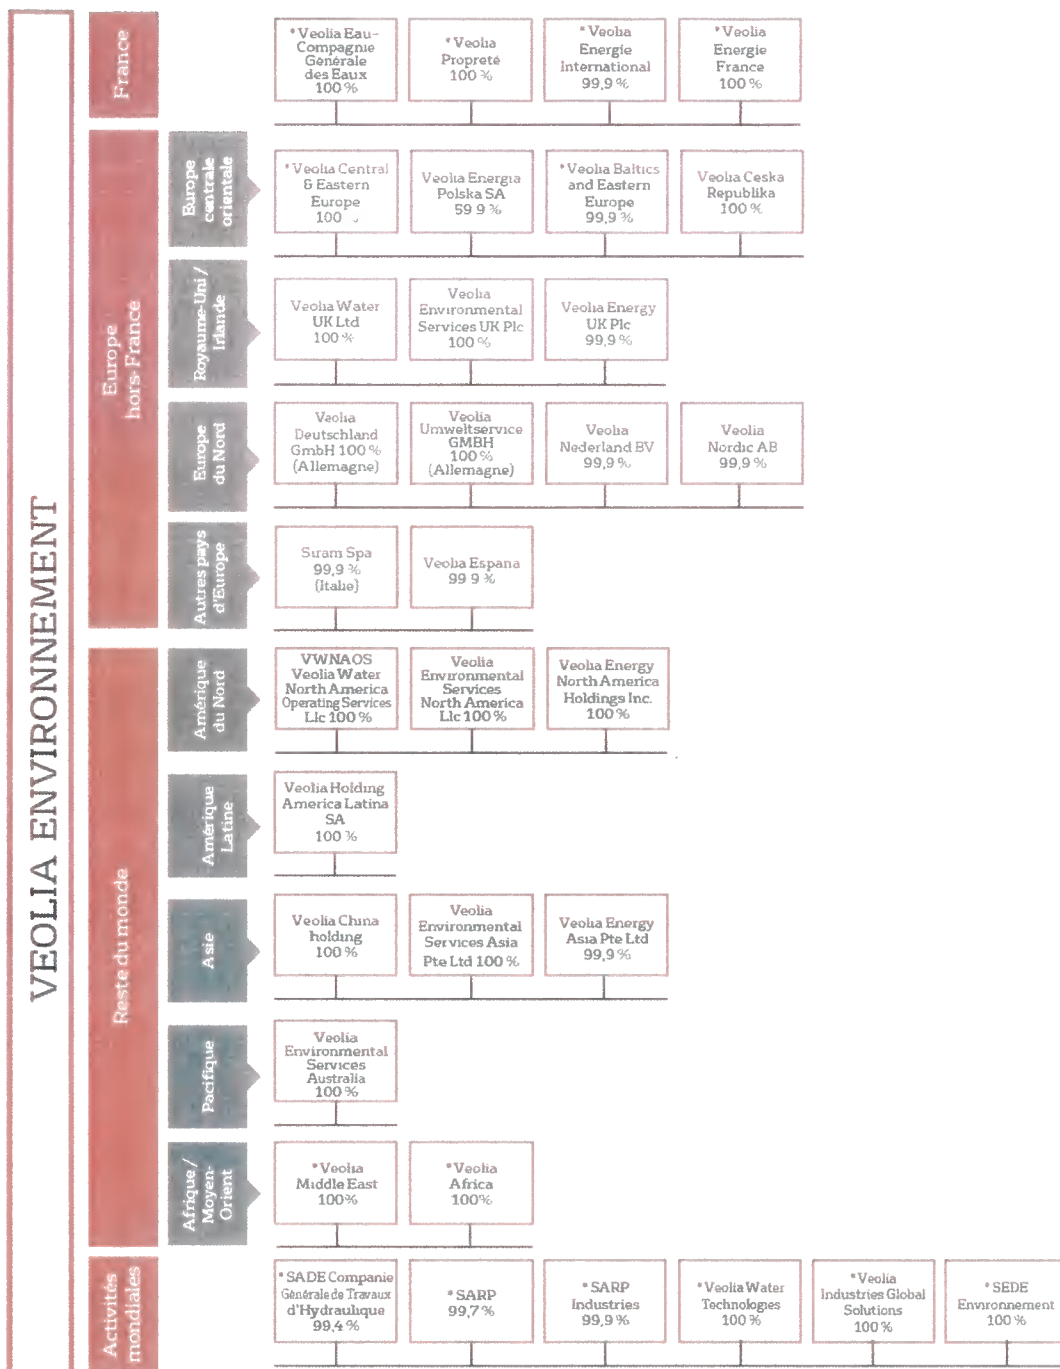 VEOLIA ENVIRONNEMENT
France
* Veolia Eau-
Compagnie
Générale
des Eaux
100 %
* Veolia
Propreté
100 %
* Veolia
Energie
International
99,9 %
* Veolia
Energie
France
100 %
Europe
hors-France
Europe
centrale
orientale
* Veolia Central
& Eastern
Europe
100
Veolia Energia
Polska SA
59 9 %
* Veolia Baltics
and Eastern
Europe
99,9 %
Veolia Ceska
Republika
100 %
Royaume-Uni/
Irlande
Veolia Water
UK Ltd
100 %
Veolia
Environmental
Services UK Plc
100 %
Veolia Energy
UK Plc
99,9 %
Europe
du Nord
Veolia
Deutschland
GmbH 100 %
(Allemagne)
Veolia
Umweltservice
GMBH
100 %
(Allemagne)
Veolia
Nederland BV
99,9 %
Veolia
Nordic AB
99,9 %
Autres pays
d'Europe
Siram Spa
99,9 %
(Italie)
Veolia Espana
99 9 %
Reste du monde
Amérique
du Nord
VWNAOS
Veolia Water
North America
Operating Services
Llc 100 %
Veolia
Environmental
Services
North America
Llc 100 %
Veolia Energy
North America
Holdings Inc.
100 %
Amérique
Latine
Veolia Holding
America Latina
SA
100 %
Asie
Veolia China
holding
100 %
Veolia
Environmental
Services Asia
Pte Ltd 100 %
Veolia Energy
Asia Pte Ltd
99,9 %
Pacifique
Veolia
Environmental
Services
Australia
100 %
Afrique /
Moyen-
Orient
* Veolia
Middle East
100%
* Veolia
Africa
100%
Activités
mondiales
* SADE Companie
Générale de Travaux
d'Hydraulique
99,4 %
* SARP
99,7 %
* SARP
Industries
99,9 %
* Veolia Water
Technologies
100 %
* Veolia
Industries Global
Solutions
100 %
* SEDE
Environnement
100 %